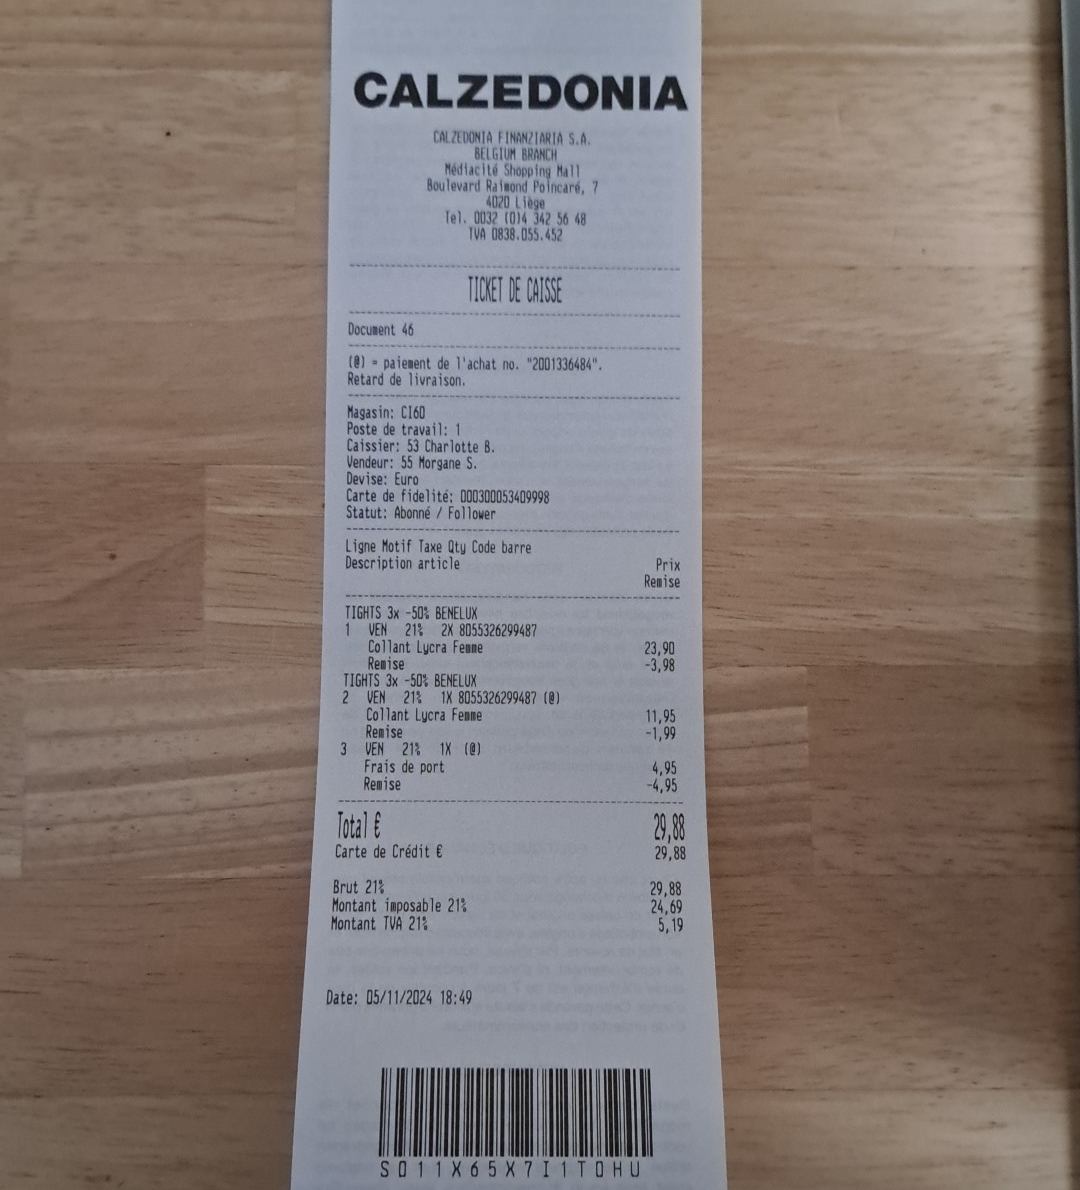 CALZEDONIA
CALZEDONIA FINANZIARIA S.A.
BELGIUM BRANCH
Médiacité Shopping Mall
Boulevard Raimond Poincaré, 7
4020 Liège
Tel. 0032 (0)4 342 56 48
TVA 0838.055.452
TICKET DE CAISSE
Document 46
(@) = paiement de l'achat no. "2001336484".
Retard de livraison.
Magasin: CI60
Poste de travail: 1
Caissier: 53 Charlotte B.
Vendeur: 55 Morgane S.
Devise: Euro
Carte de fidelité: 000300053409998
Statut: Abonné / Follower
Ligne Motif Taxe Qty Code barre
Description article Prix
Remise
TIGHTS 3x -50% BENELUX
1 VEN 21% 2X 8055326299487
Collant Lycra Femme 23,90
Remise -3,98
TIGHTS 3x -50% BENELUX
2 VEN 21% 1X 8055326299487 (@)
Collant Lycra Femme 11,95
Remise -1,99
3 VEN 21% 1X (@)
Frais de port 4,95
Remise -4,95
Total € 29,88
Carte de Crédit € 29,88
Brut 21% 29,88
Montant imposable 21% 24,69
Montant TVA 21% 5,19
Date: 05/11/2024 18:49
S011X65X7I1T0HU